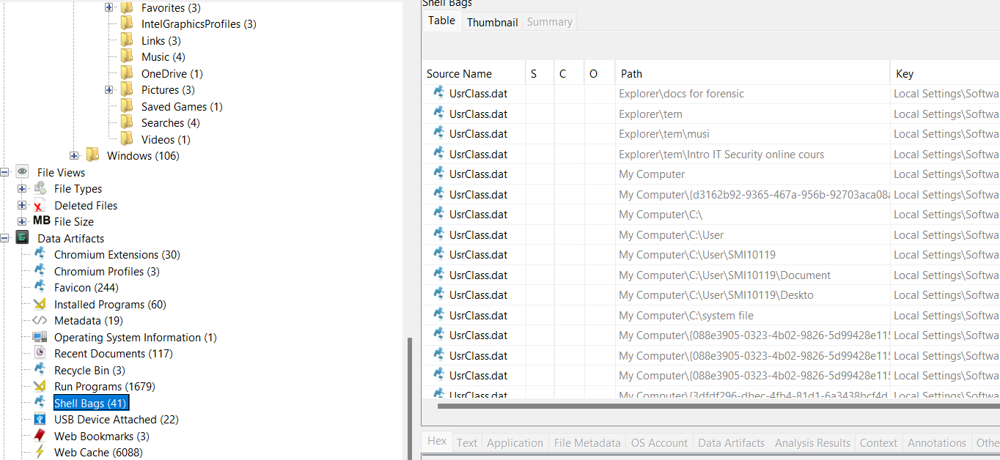 Favorites (3)
IntelGraphicsProfiles (3)
Links (3)
Music (4)
OneDrive (1)
Pictures (3)
Saved Games (1)
Searches (4)
Videos (1)
Windows (106)
File Views
File Types
Deleted Files
MB File Size
Data Artifacts
Chromium Extensions (30)
Chromium Profiles (3)
Favicon (244)
Installed Programs (60)
Metadata (19)
Operating System Information (1)
Recent Documents (117)
Recycle Bin (3)
Run Programs (1679)
Shell Bags (41)
USB Device Attached (22)
Web Bookmarks (3)
Web Cache (6088)
Shell Bags
Table Thumbnail Summary
Source Name S C O Path Key
UsrClass.dat Explorer\docs for forensic Local Settings\Softwa
UsrClass.dat Explorer\tem Local Settings\Softwa
UsrClass.dat Explorer\tem\musi Local Settings\Softwa
UsrClass.dat Explorer\tem\Intro IT Security online cours Local Settings\Softwa
UsrClass.dat My Computer Local Settings\Softwa
UsrClass.dat My Computer\{d3162b92-9365-467a-956b-92703aca08a Local Settings\Softwa
UsrClass.dat My Computer\C:\ Local Settings\Softwa
UsrClass.dat My Computer\C:\User Local Settings\Softwa
UsrClass.dat My Computer\C:\User\SMI10119 Local Settings\Softwa
UsrClass.dat My Computer\C:\User\SMI10119\Document Local Settings\Softwa
UsrClass.dat My Computer\C:\User\SMI10119\Deskto Local Settings\Softwa
UsrClass.dat My Computer\C:\system file Local Settings\Softwa
UsrClass.dat My Computer\{088e3905-0323-4b02-9826-5d99428e115 Local Settings\Softwa
UsrClass.dat My Computer\{088e3905-0323-4b02-9826-5d99428e115 Local Settings\Softwa
UsrClass.dat My Computer\{088e3905-0323-4b02-9826-5d99428e115 Local Settings\Softwa
UsrClass.dat My Computer\{3dfdf296-dbec-4fb4-81d1-6a3438bcf4d Local Settings\Softwa
Hex Text Application File Metadata OS Account Data Artifacts Analysis Results Context Annotations Othe